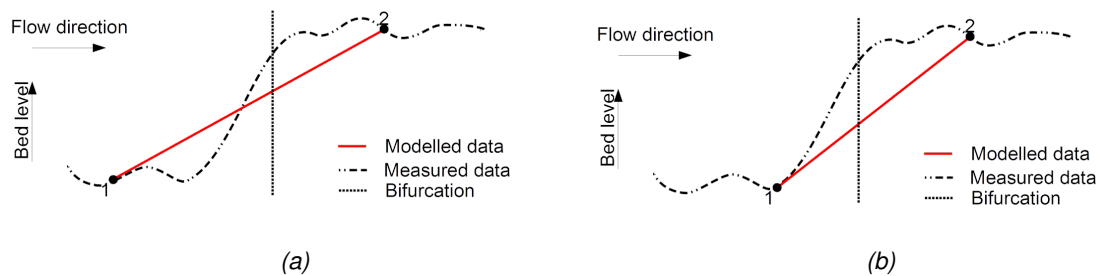 Flow direction
Bed level
1
2
Modelled data
Measured data
Bifurcation
(a)
Flow direction
Bed level
1
2
Modelled data
Measured data
Bifurcation
(b)